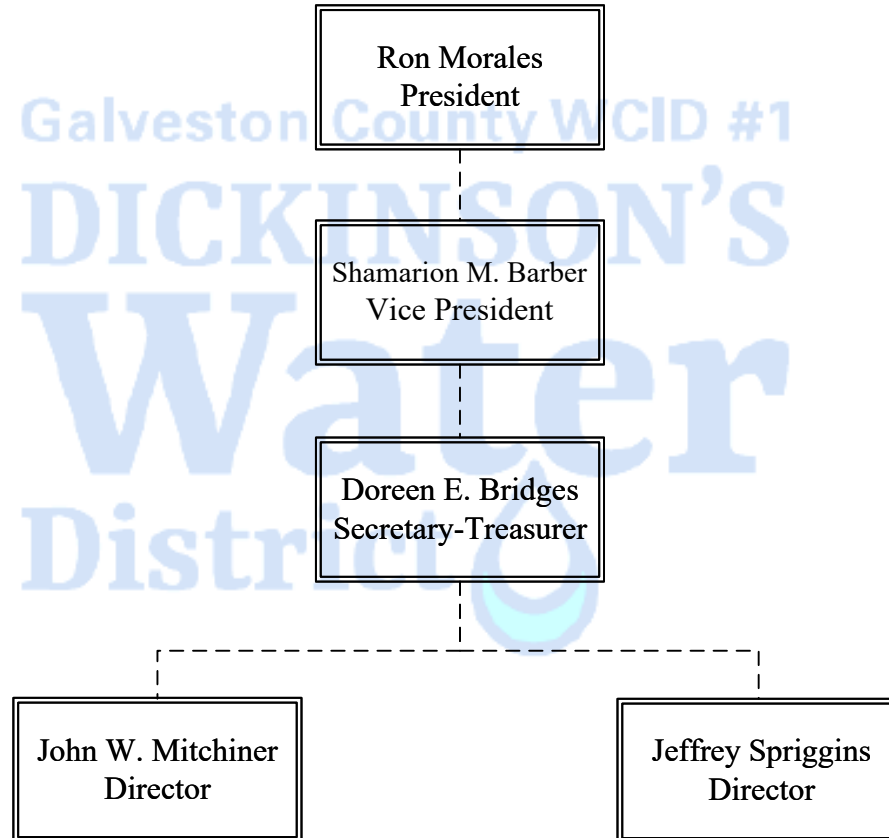 Ron Morales
President
Galveston County WCID #1
DICKINSON'S
Shamarion M. Barber
Vice President
Water
Doreen E. Bridges
Secretary-Treasurer
District
John W. Mitchiner
Director
Jeffrey Spriggins
Director